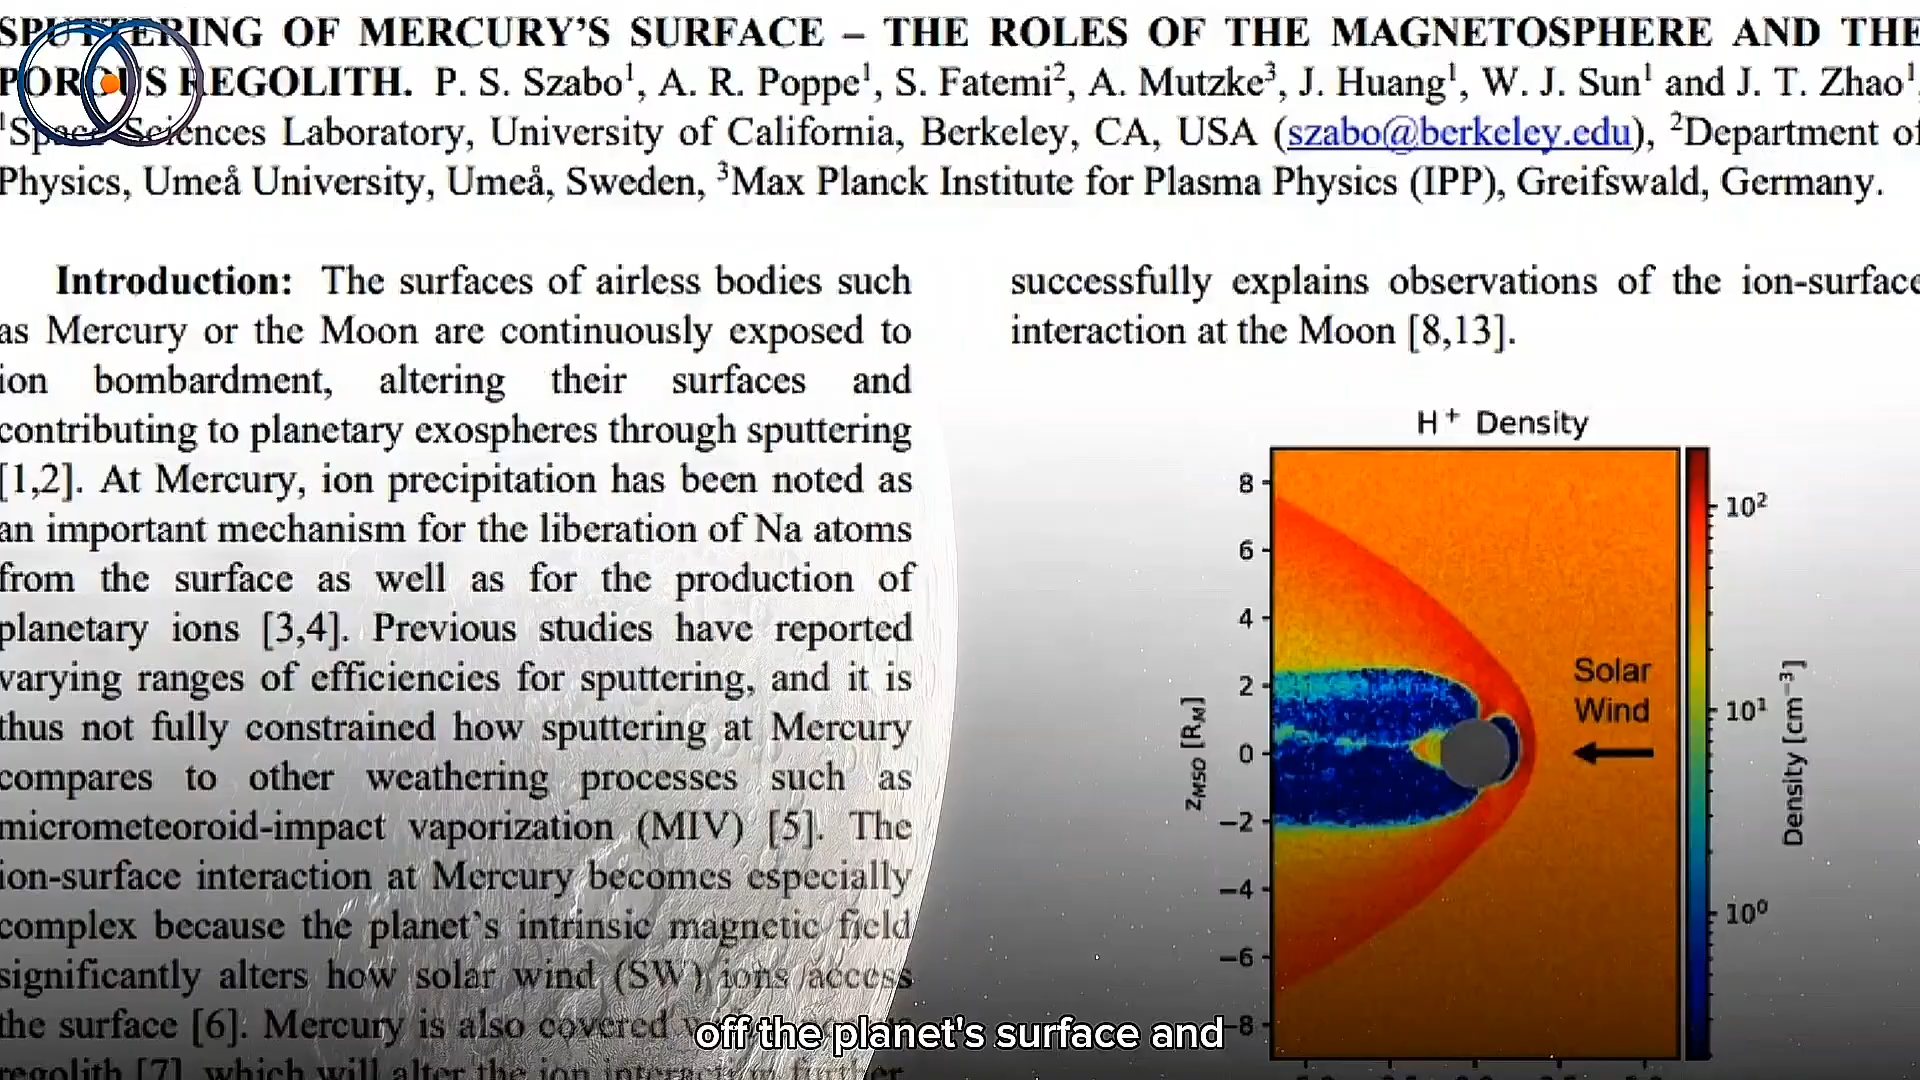 SPUTTERING OF MERCURY'S SURFACE – THE ROLES OF THE MAGNETOSPHERE AND THE
POROUS REGOLITH. P. S. Szabo¹, A. R. Poppe¹, S. Fatemi², A. Mutzke³, J. Huang¹, W. J. Sun¹ and J. T. Zhao¹,
¹Space Sciences Laboratory, University of California, Berkeley, CA, USA (szabo@berkeley.edu), ²Department of
Physics, Umeå University, Umeå, Sweden, ³Max Planck Institute for Plasma Physics (IPP), Greifswald, Germany.
Introduction: The surfaces of airless bodies such
as Mercury or the Moon are continuously exposed to
ion bombardment, altering their surfaces and
contributing to planetary exospheres through sputtering
[1,2]. At Mercury, ion precipitation has been noted as
an important mechanism for the liberation of Na atoms
from the surface as well as for the production of
planetary ions [3,4]. Previous studies have reported
varying ranges of efficiencies for sputtering, and it is
thus not fully constrained how sputtering at Mercury
compares to other weathering processes such as
micrometeoroid-impact vaporization (MIV) [5]. The
ion-surface interaction at Mercury becomes especially
complex because the planet's intrinsic magnetic field
significantly alters how solar wind (SW) ions access
the surface [6]. Mercury is also covered
regolith [7], which will alter the ion interaction further.
successfully explains observations of the ion-surface
interaction at the Moon [8,13].
H⁺ Density
8
6
4
2
0
−2
−4
−6
−8
z_MSO [R_M]
Solar
Wind
10²
10¹
10⁰
Density [cm⁻³]
off the planet's surface and